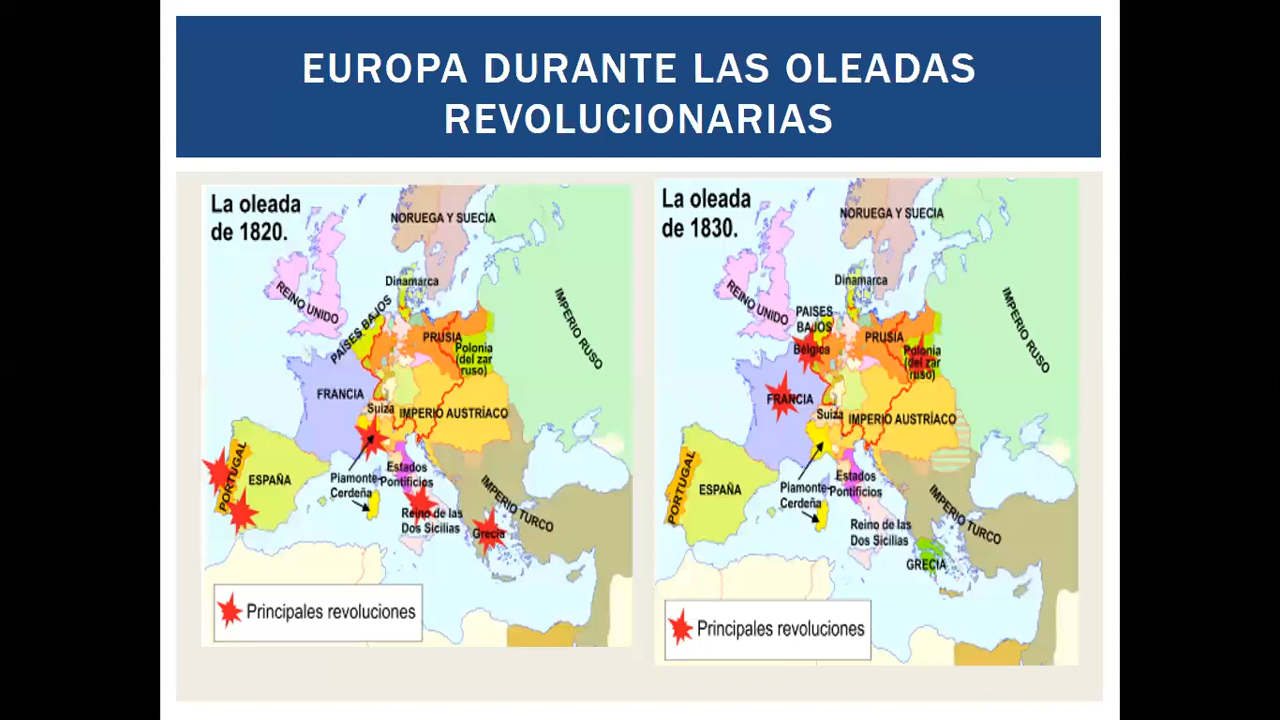 EUROPA DURANTE LAS OLEADAS
REVOLUCIONARIAS
La oleada
de 1820.
NORUEGA Y SUECIA
Dinamarca
REINO UNIDO
PAÍSES BAJOS
IMPERIO RUSO
PRUSIA
Polonia
(del zar
ruso)
FRANCIA
Suiza
IMPERIO AUSTRÍACO
PORTUGAL
ESPAÑA
Piamonte-
Cerdeña
Estados
Pontificios
Reino de las
Dos Sicilias
IMPERIO TURCO
Grecia
Principales revoluciones
La oleada
de 1830.
NORUEGA Y SUECIA
Dinamarca
REINO UNIDO
PAISES
BAJOS
Bélgica
IMPERIO RUSO
PRUSIA
Polonia
(del zar
ruso)
FRANCIA
Suiza
IMPERIO AUSTRÍACO
PORTUGAL
ESPAÑA
Piamonte-
Cerdeña
Estados
Pontificios
Reino de las
Dos Sicilias
IMPERIO TURCO
GRECIA
Principales revoluciones